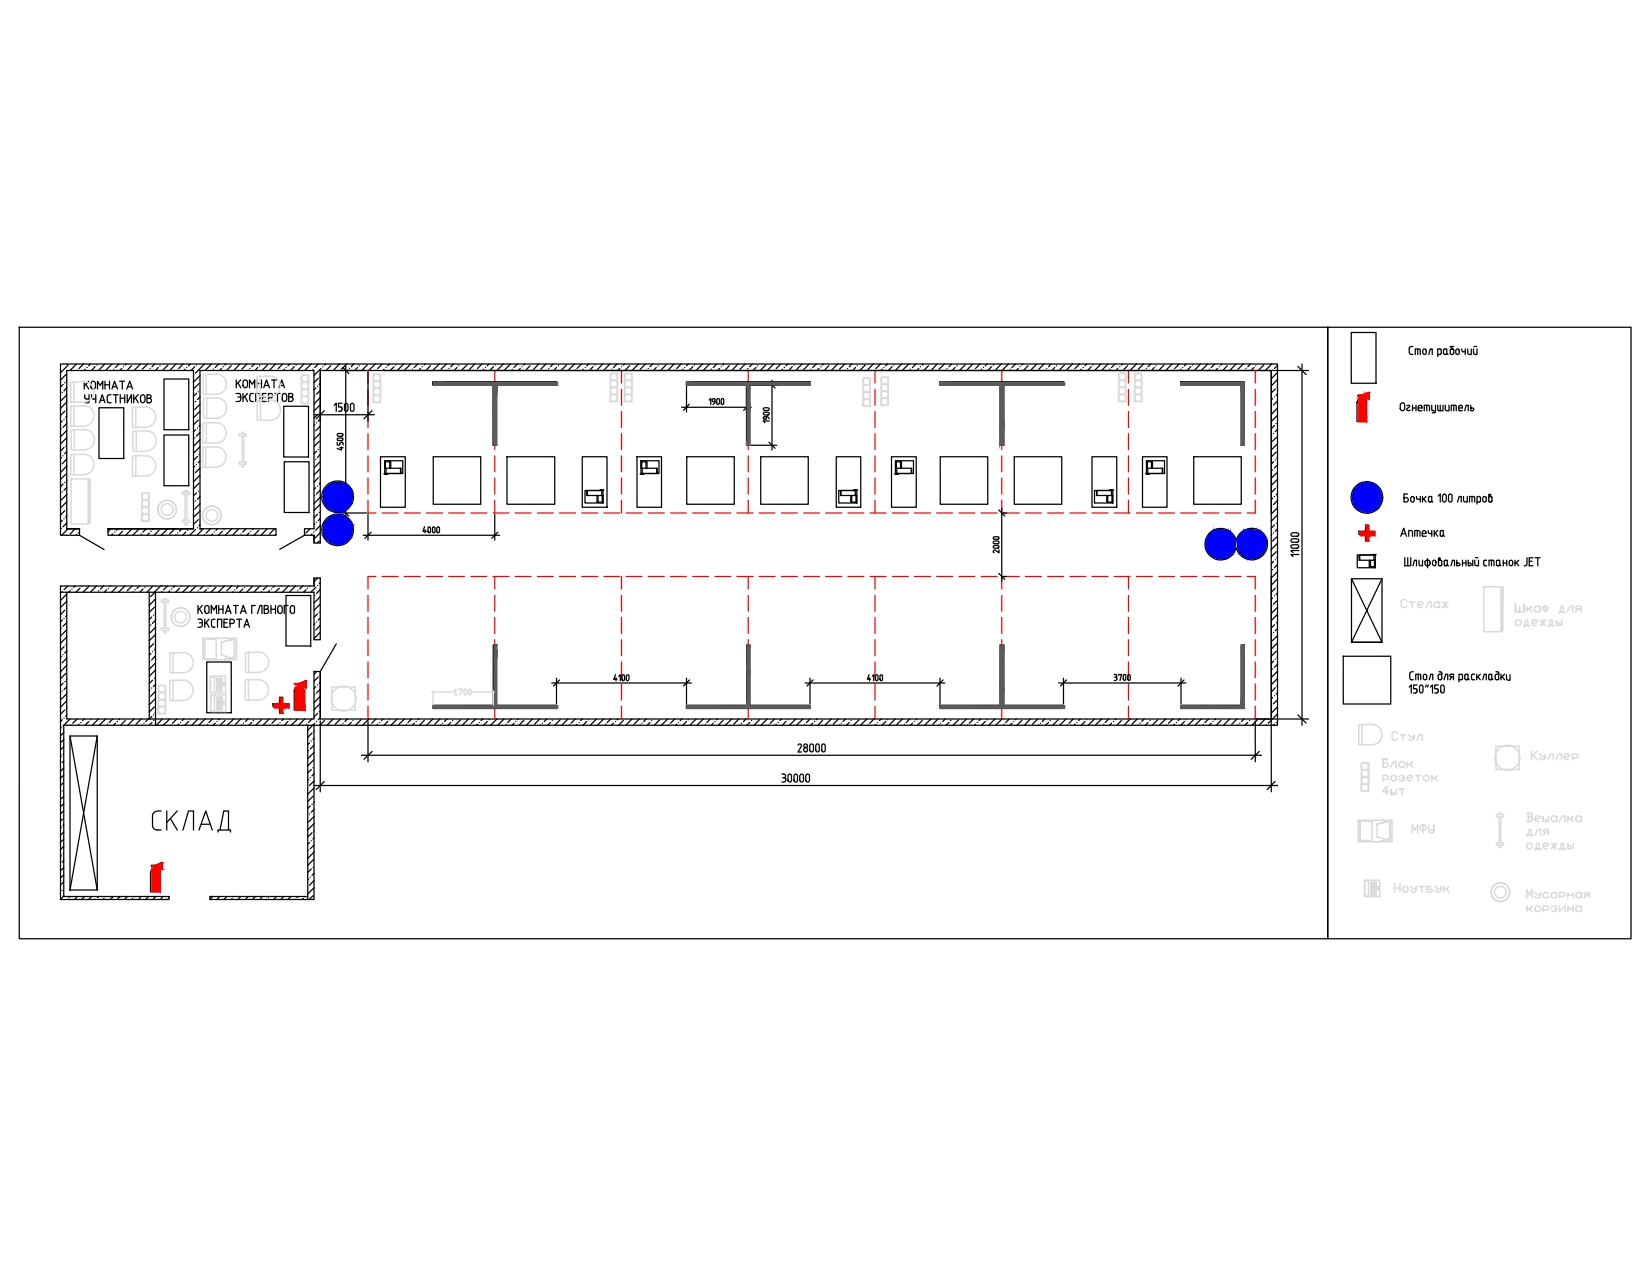 КОМНАТА
УЧАСТНИКОВ
КОМНАТА
ЭКСПЕРТОВ
1500
4500
1900
1900
4000
2000
11000
КОМНАТА ГЛВНОГО
ЭКСПЕРТА
1700
4100
4100
3700
28000
30000
СКЛАД
Стол рабочий
Огнетушитель
Бочка 100 литров
Аптечка
Шлифовальный станок JET
Стелаж
Шкаф для
одежды
Стол для раскладки
150*150
Стул
Куллер
Блок
розеток
4шт
МФУ
Вешалка
для
одежды
Ноутбук
Мусорная
корзина